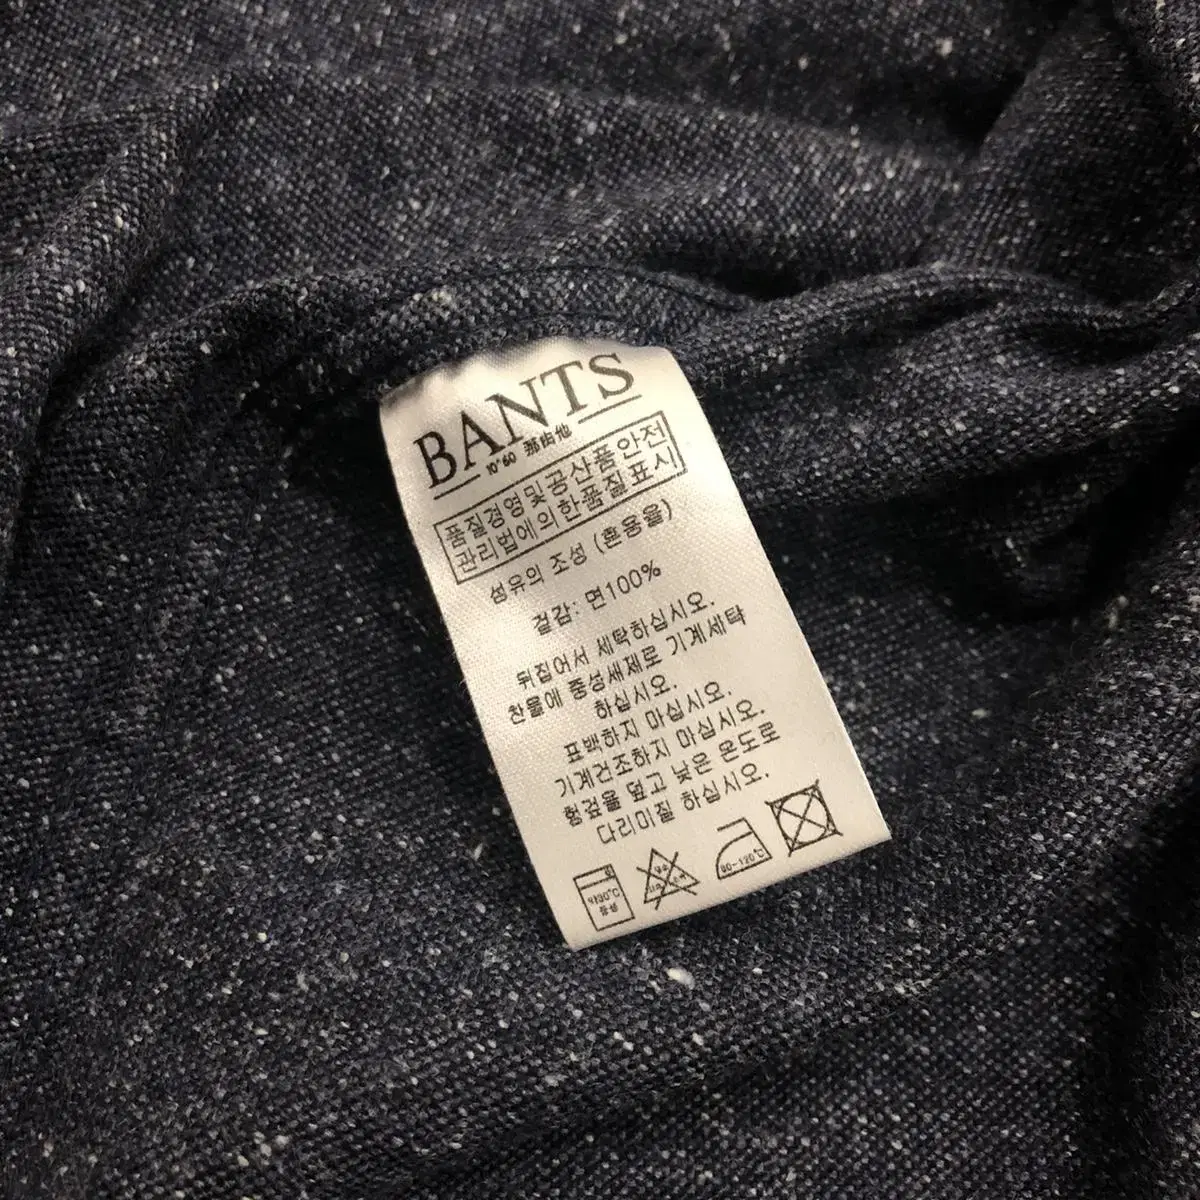 BANTS
10*60 那由他
품질경영및공산품안전
관리법에의한품질표시
섬유의 조성 (혼용율)
겉감: 면100%
뒤집어서 세탁하십시오.
찬물에 중성세제로 기계세탁
하십시오.
표백하지 마십시오.
기계건조하지 마십시오.
헝겊을 덮고 낮은 온도로
다리미질 하십시오.
80-120℃